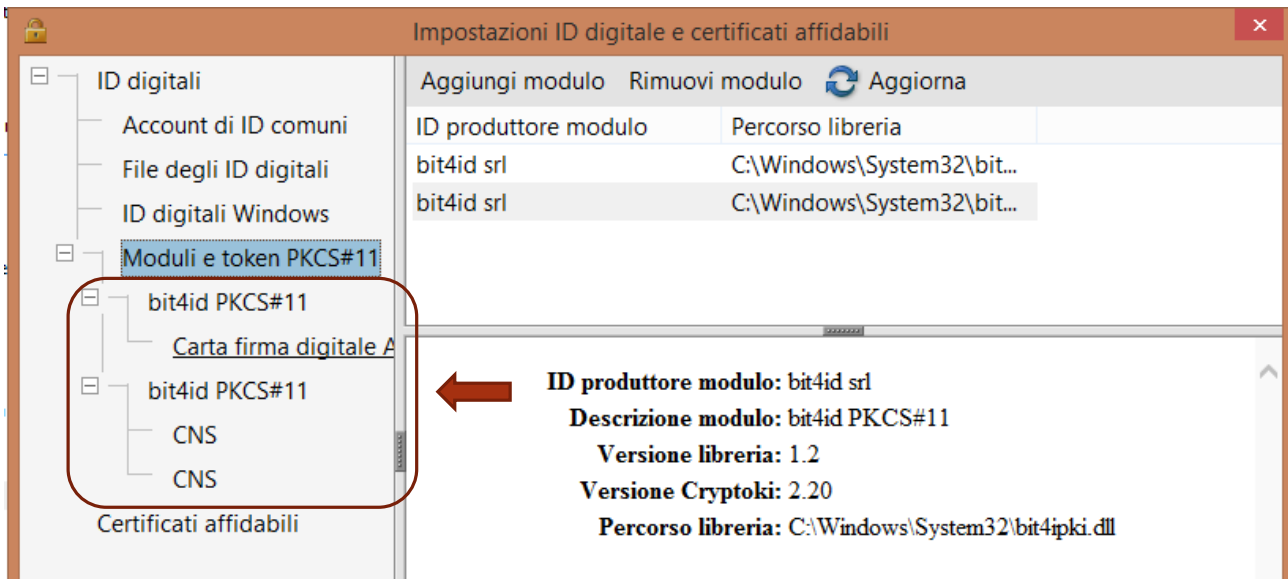 Impostazioni ID digitale e certificati affidabili
ID digitali
Account di ID comuni
File degli ID digitali
ID digitali Windows
Moduli e token PKCS#11
bit4id PKCS#11
Carta firma digitale A
bit4id PKCS#11
CNS
CNS
Certificati affidabili
Aggiungi modulo Rimuovi modulo Aggiorna
ID produttore modulo Percorso libreria
bit4id srl C:\Windows\System32\bit...
bit4id srl C:\Windows\System32\bit...
ID produttore modulo: bit4id srl
Descrizione modulo: bit4id PKCS#11
Versione libreria: 1.2
Versione Cryptoki: 2.20
Percorso libreria: C:\Windows\System32\bit4ipki.dll